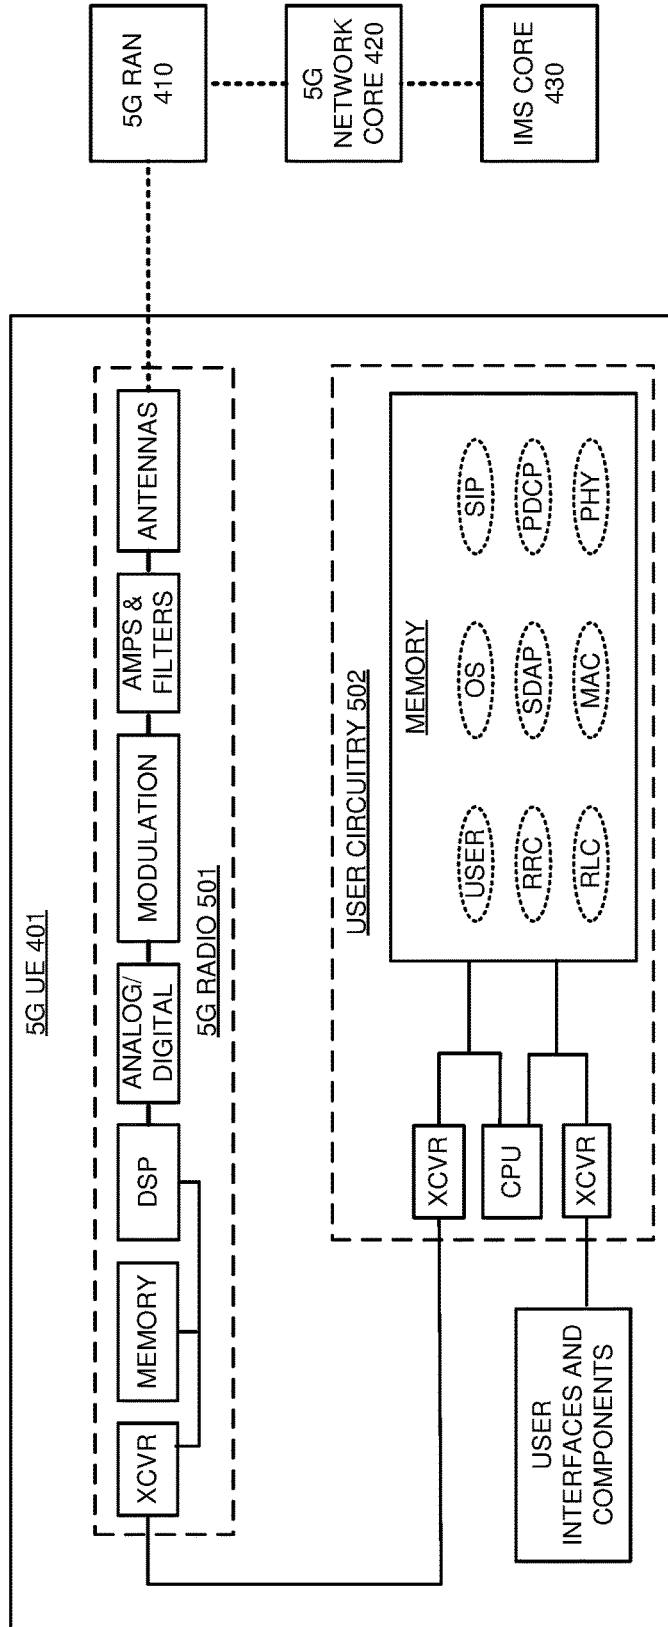 5G UE 401
XCVR
MEMORY
DSP
ANALOG/
DIGITAL
MODULATION
AMPS &
FILTERS
ANTENNAS
5G RADIO 501
5G RAN
410
5G
NETWORK
CORE 420
IMS CORE
430
USER CIRCUITRY 502
XCVR
CPU
XCVR
MEMORY
USER
OS
SIP
RRC
SDAP
PDCP
RLC
MAC
PHY
USER
INTERFACES AND
COMPONENTS